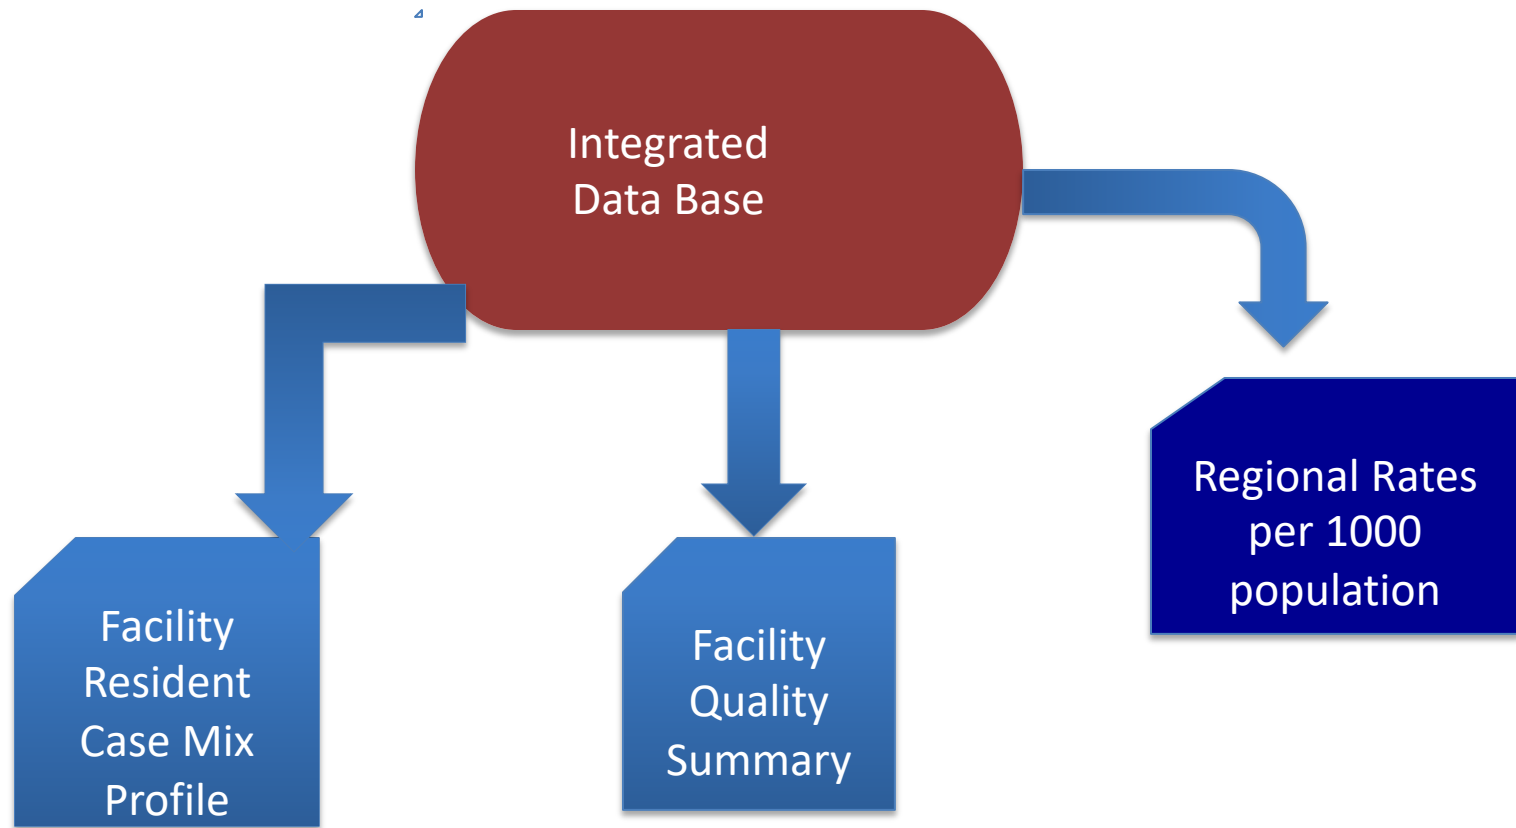 Integrated
Data Base
Facility
Resident
Case Mix
Profile
Facility
Quality
Summary
Regional Rates
per 1000
population